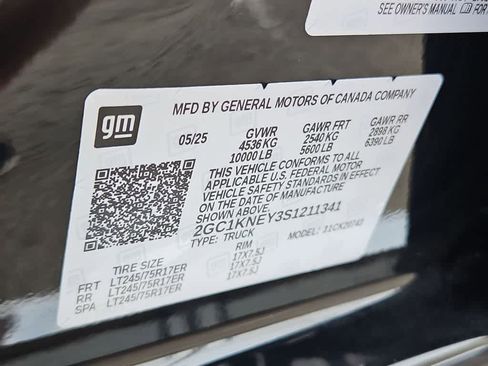 SEE OWNER'S MANUAL
FOR
gm
MFD BY GENERAL MOTORS OF CANADA COMPANY
05/25 GVWR GAWR FRT GAWR RR
4536 KG 2540 KG 2898 KG
10000 LB 5600 LB 6390 LB
THIS VEHICLE CONFORMS TO ALL
APPLICABLE U.S. FEDERAL MOTOR
VEHICLE SAFETY STANDARDS IN EFFECT
ON THE DATE OF MANUFACTURE
2GC1KNEY3S1211341
TYPE: TRUCK MODEL: 11CK20743
TIRE SIZE RIM
FRT LT245/75R17ER 17X7.5J
RR LT245/75R17ER 17X7.5J
SPA LT245/75R17ER 17X7.5J